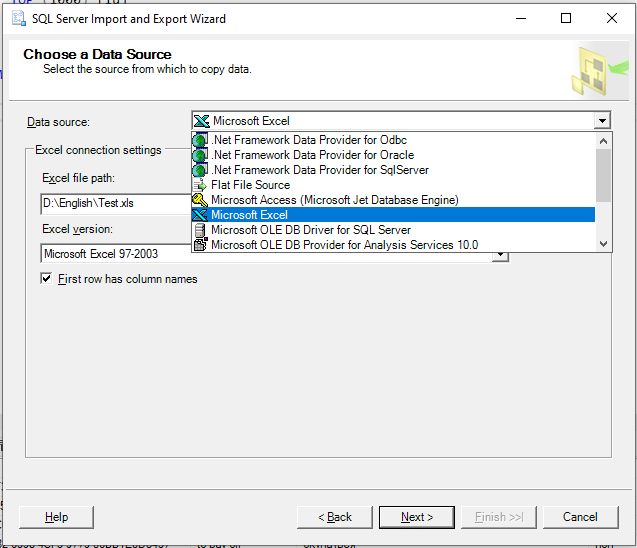 SQL Server Import and Export Wizard
Choose a Data Source
Select the source from which to copy data.
Data source:
Microsoft Excel
.Net Framework Data Provider for Odbc
.Net Framework Data Provider for Oracle
.Net Framework Data Provider for SqlServer
Flat File Source
Microsoft Access (Microsoft Jet Database Engine)
Microsoft Excel
Microsoft OLE DB Driver for SQL Server
Microsoft OLE DB Provider for Analysis Services 10.0
Excel connection settings
Excel file path:
D:\English\Test.xls
Excel version:
Microsoft Excel 97-2003
First row has column names
Help
< Back
Next >
Finish >>|
Cancel